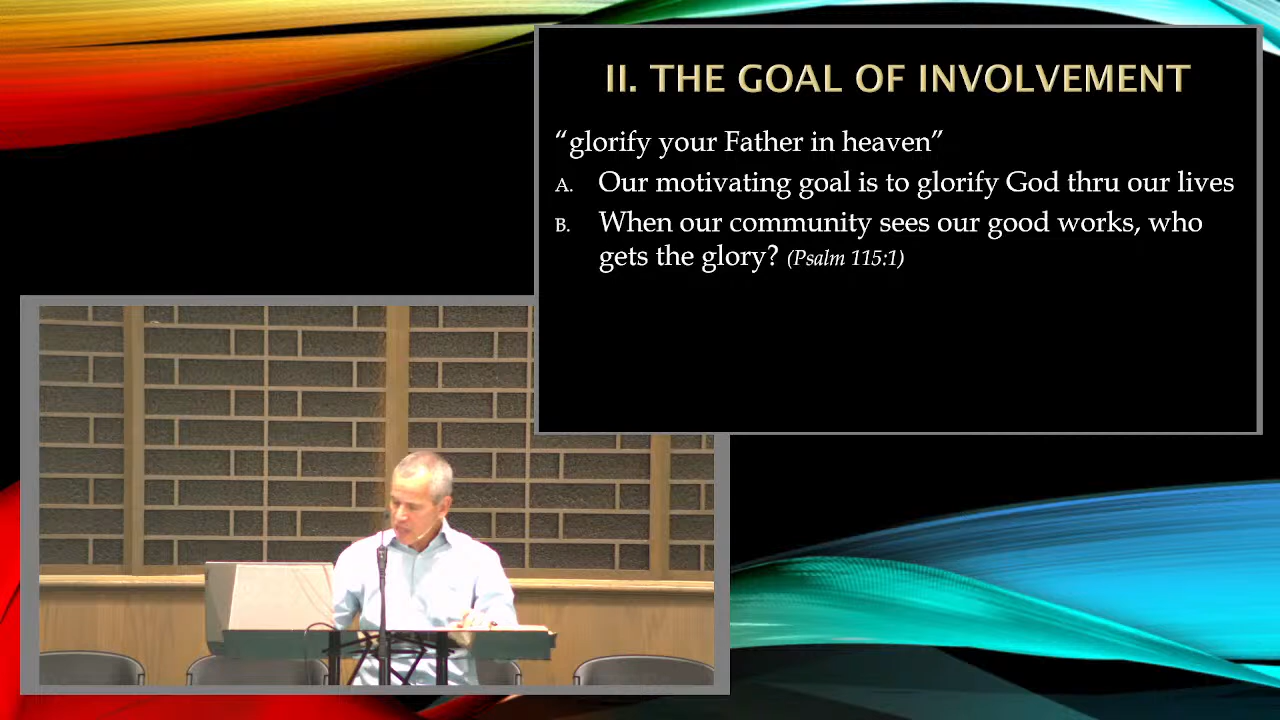 II. THE GOAL OF INVOLVEMENT
“glorify your Father in heaven”
A. Our motivating goal is to glorify God thru our lives
B. When our community sees our good works, who
gets the glory? (Psalm 115:1)